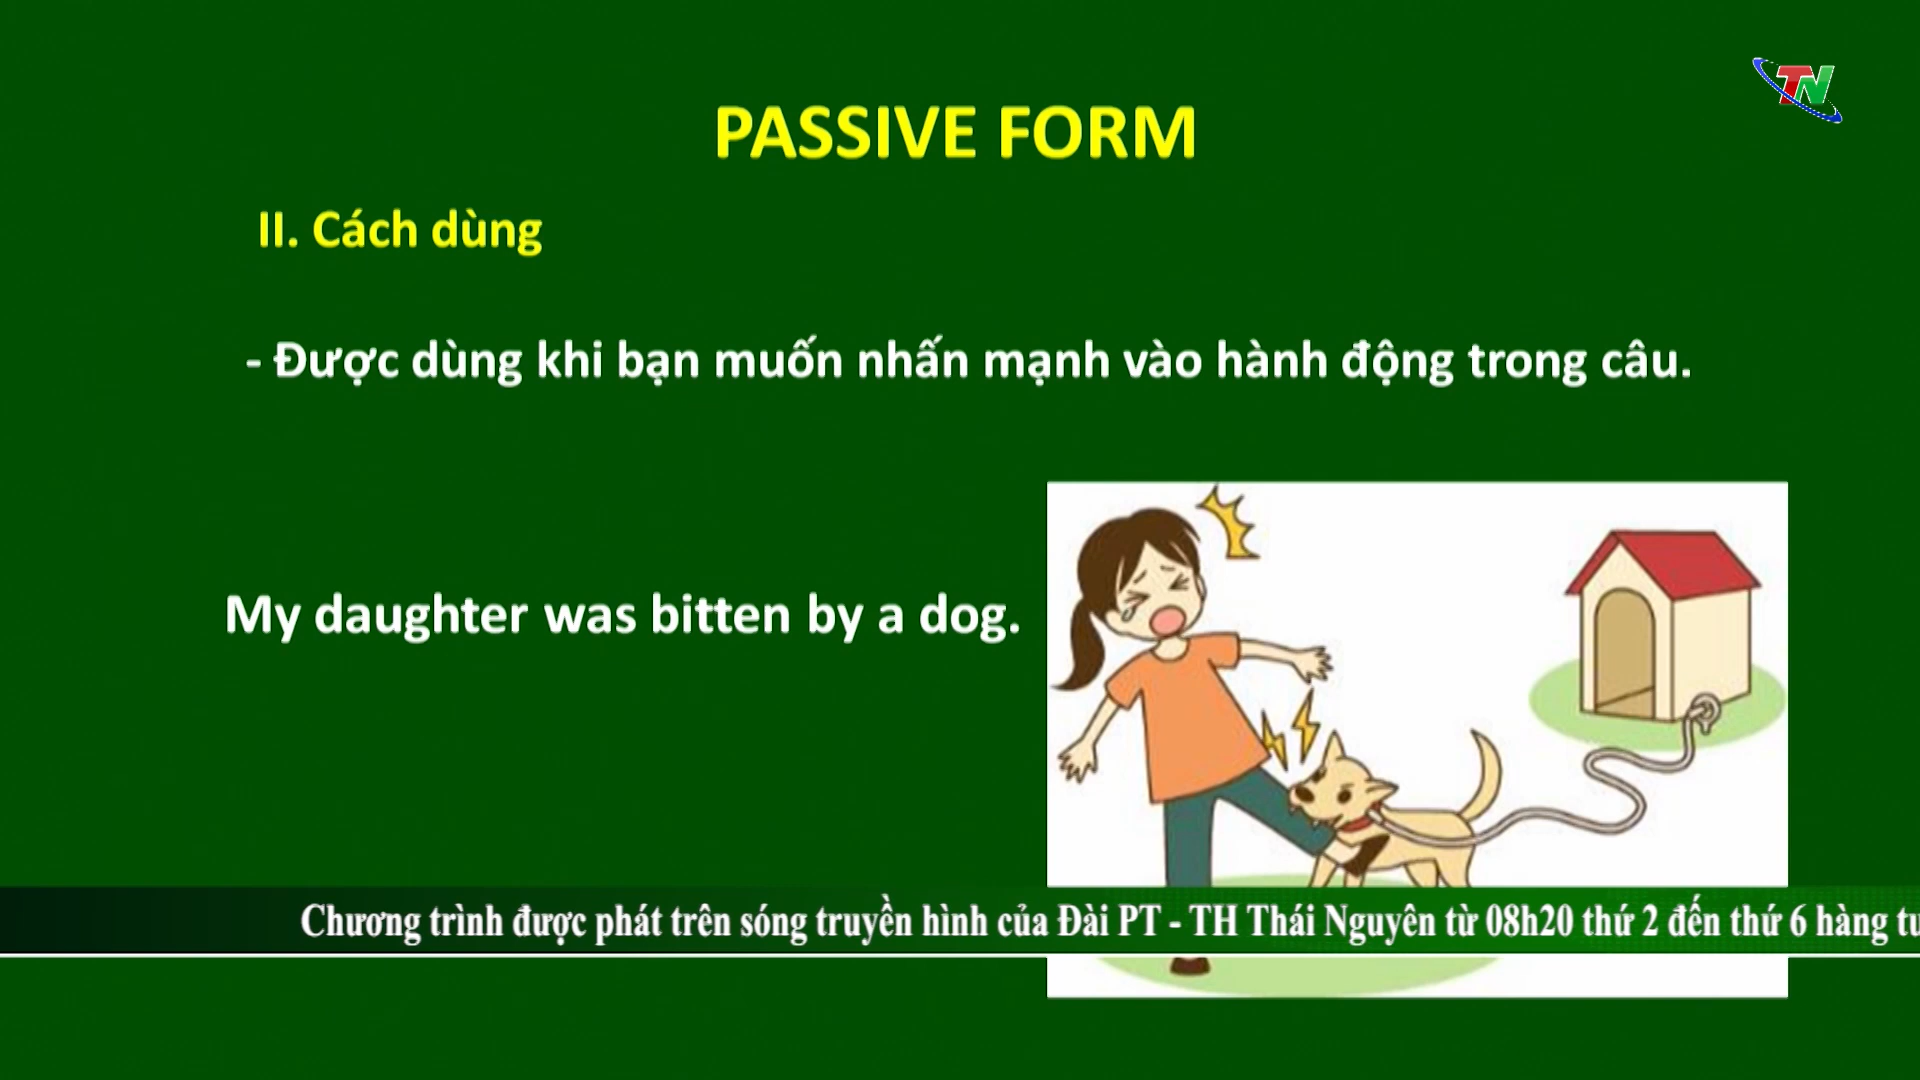 TN
PASSIVE FORM
II. Cách dùng
- Được dùng khi bạn muốn nhấn mạnh vào hành động trong câu.
My daughter was bitten by a dog.
Chương trình được phát trên sóng truyền hình của Đài PT - TH Thái Nguyên từ 08h20 thứ 2 đến thứ 6 hàng